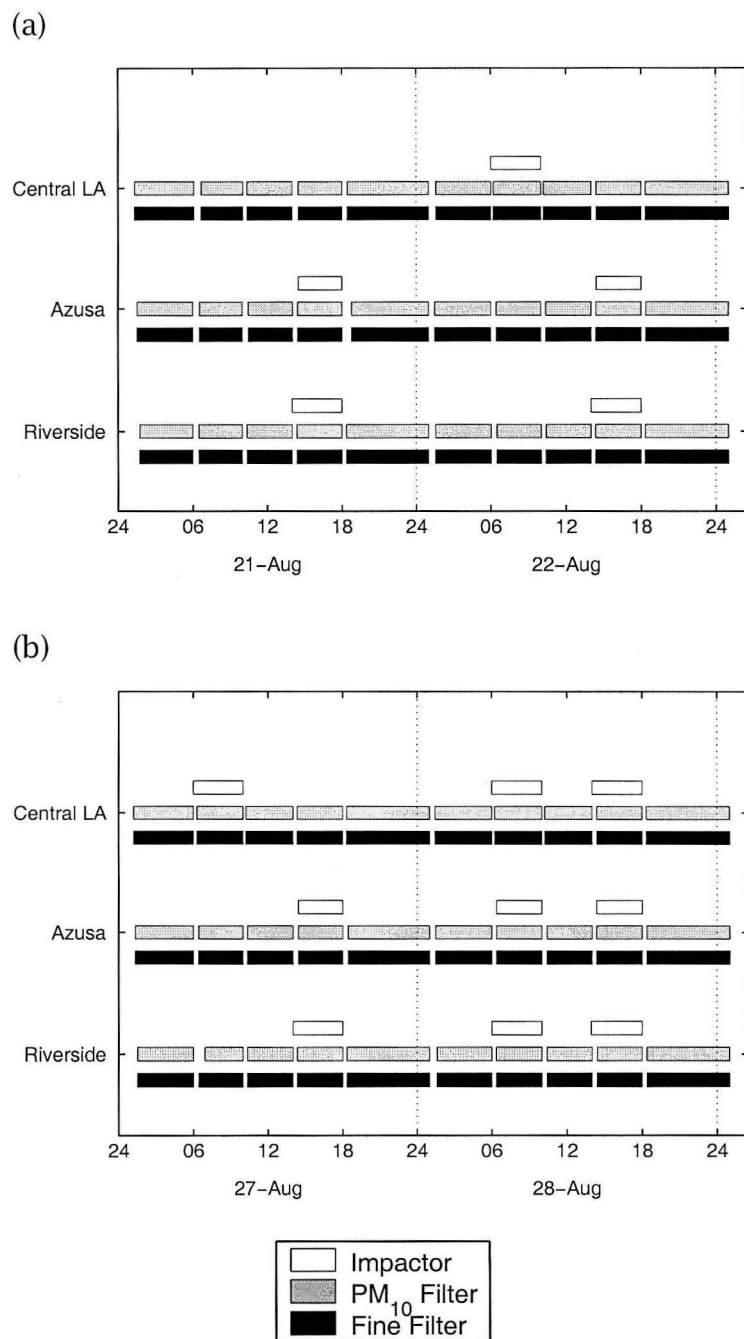 (a)
Central LA
Azusa
Riverside
24 06 12 18 24 06 12 18 24
21-Aug 22-Aug
(b)
Central LA
Azusa
Riverside
24 06 12 18 24 06 12 18 24
27-Aug 28-Aug
Impactor
PM10 Filter
Fine Filter